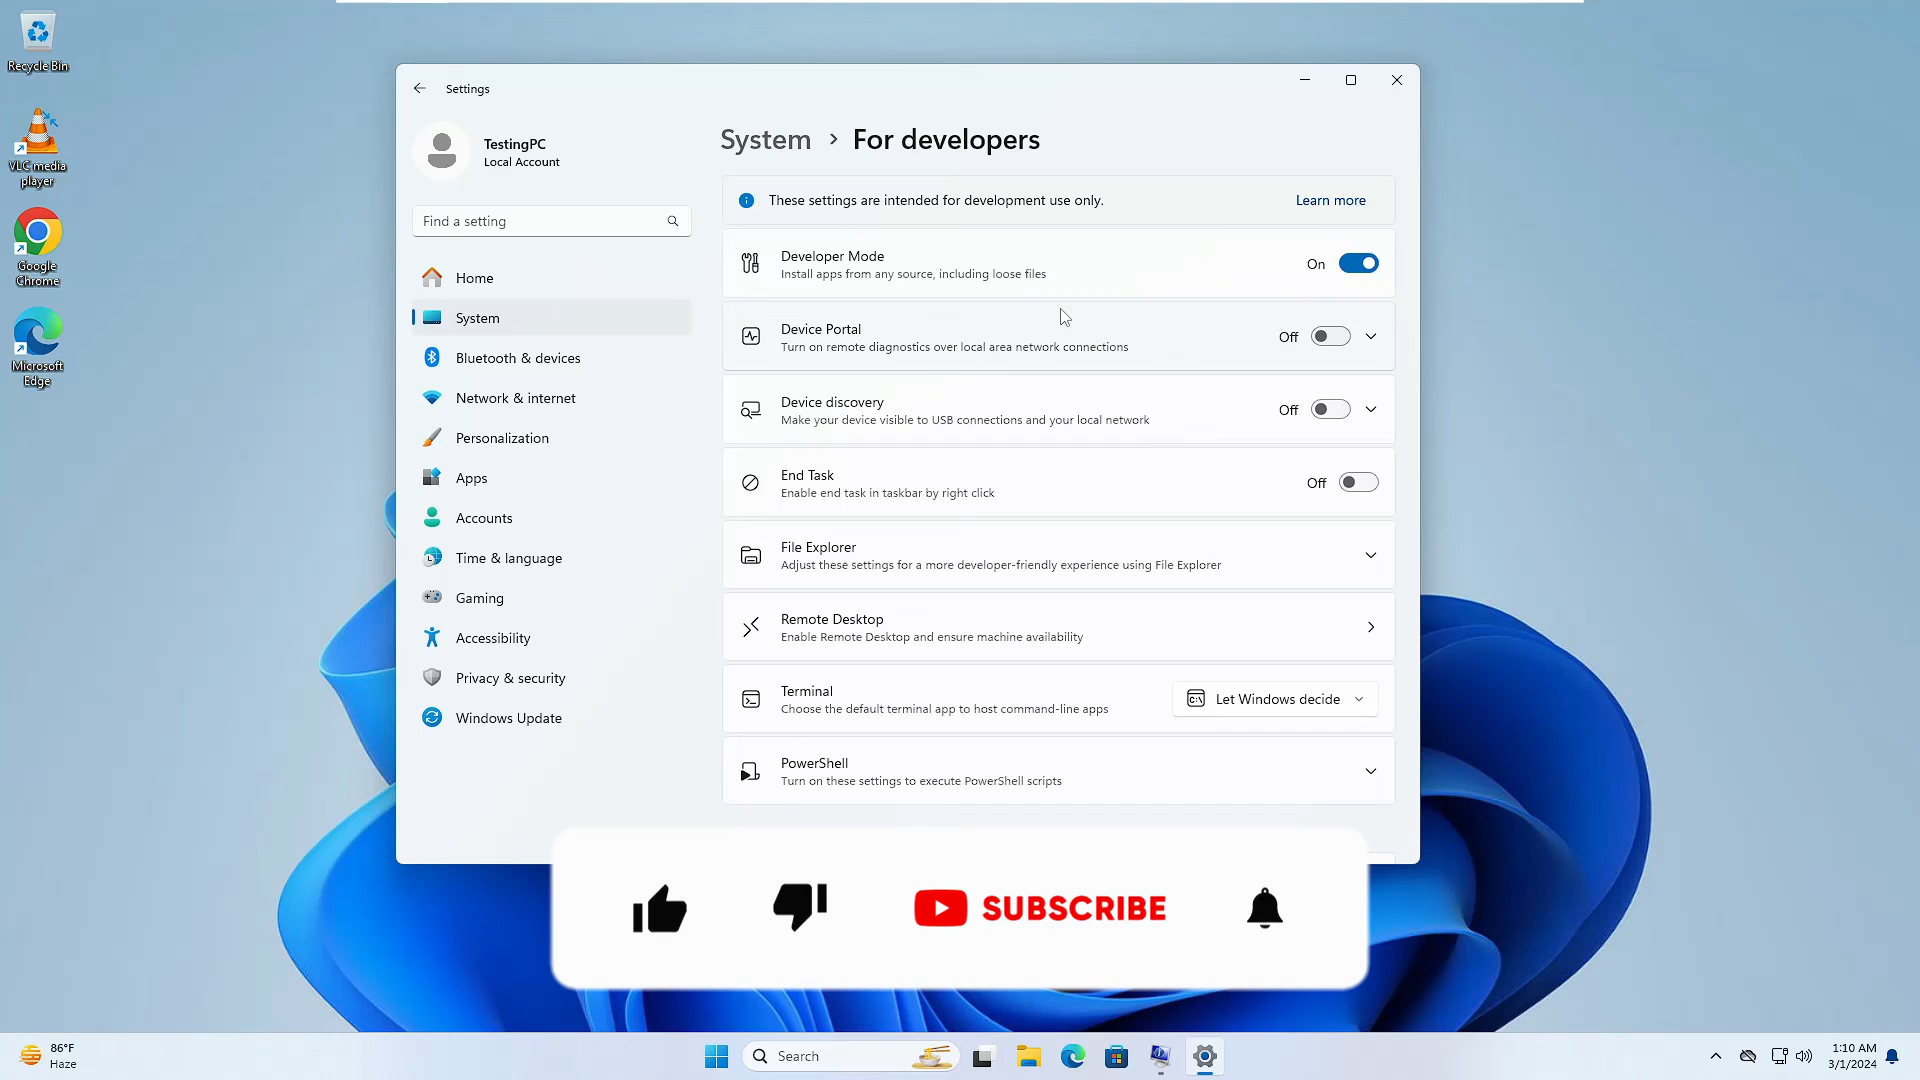 Recycle Bin
VLC media
player
Google
Chrome
Microsoft
Edge
Settings
TestingPC
Local Account
Find a setting
Home
System
Bluetooth & devices
Network & internet
Personalization
Apps
Accounts
Time & language
Gaming
Accessibility
Privacy & security
Windows Update
System > For developers
These settings are intended for development use only.
Learn more
Developer Mode
Install apps from any source, including loose files
On
Device Portal
Turn on remote diagnostics over local area network connections
Off
Device discovery
Make your device visible to USB connections and your local network
Off
End Task
Enable end task in taskbar by right click
Off
File Explorer
Adjust these settings for a more developer-friendly experience using File Explorer
Remote Desktop
Enable Remote Desktop and ensure machine availability
Terminal
Choose the default terminal app to host command-line apps
Let Windows decide
PowerShell
Turn on these settings to execute PowerShell scripts
SUBSCRIBE
86°F
Haze
Search
1:10 AM
3/1/2024